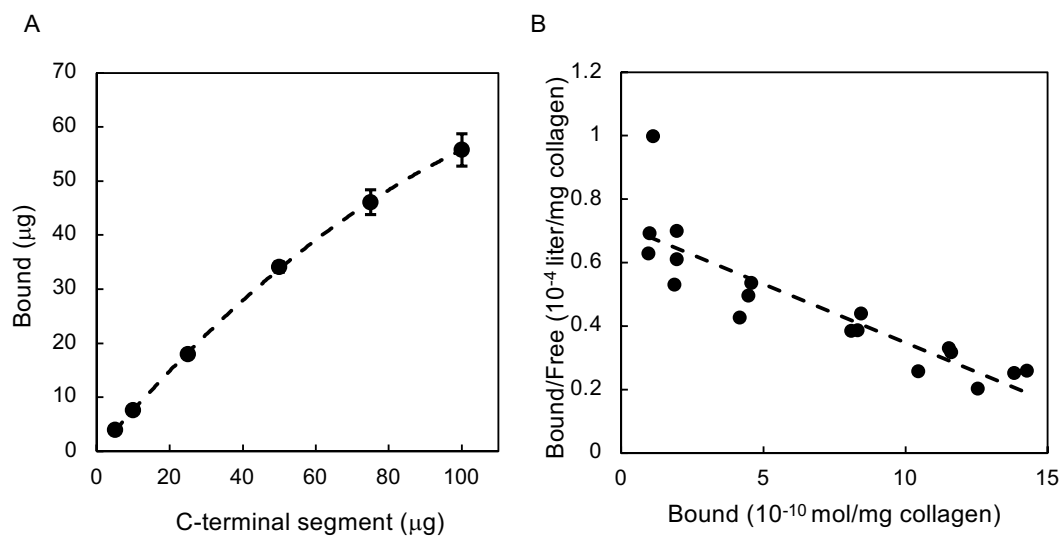 A
70
60
50
40
30
20
10
0
Bound (μg)
0 20 40 60 80 100
C-terminal segment (μg)
B
1.2
1
0.8
0.6
0.4
0.2
0
Bound/Free (10⁻⁴ liter/mg collagen)
0 5 10 15
Bound (10⁻¹⁰ mol/mg collagen)